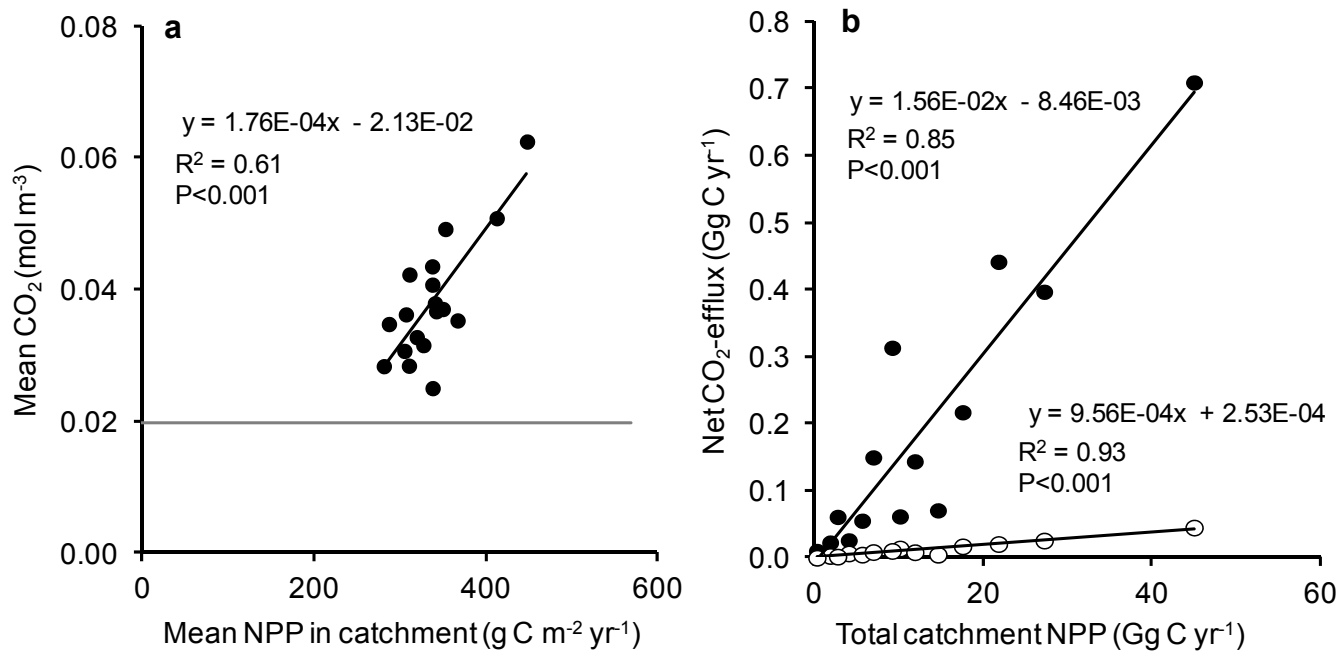 a
0.08
0.06
0.04
0.02
0.00
y = 1.76E-04x - 2.13E-02
R² = 0.61
P<0.001
Mean CO₂ (mol m⁻³)
0
200
400
600
Mean NPP in catchment (g C m⁻² yr⁻¹)
b
0.8
0.7
0.6
0.5
0.4
0.3
0.2
0.1
0.0
y = 1.56E-02x - 8.46E-03
R² = 0.85
P<0.001
y = 9.56E-04x + 2.53E-04
R² = 0.93
P<0.001
Net CO₂-efflux (Gg C yr⁻¹)
0
20
40
60
Total catchment NPP (Gg C yr⁻¹)